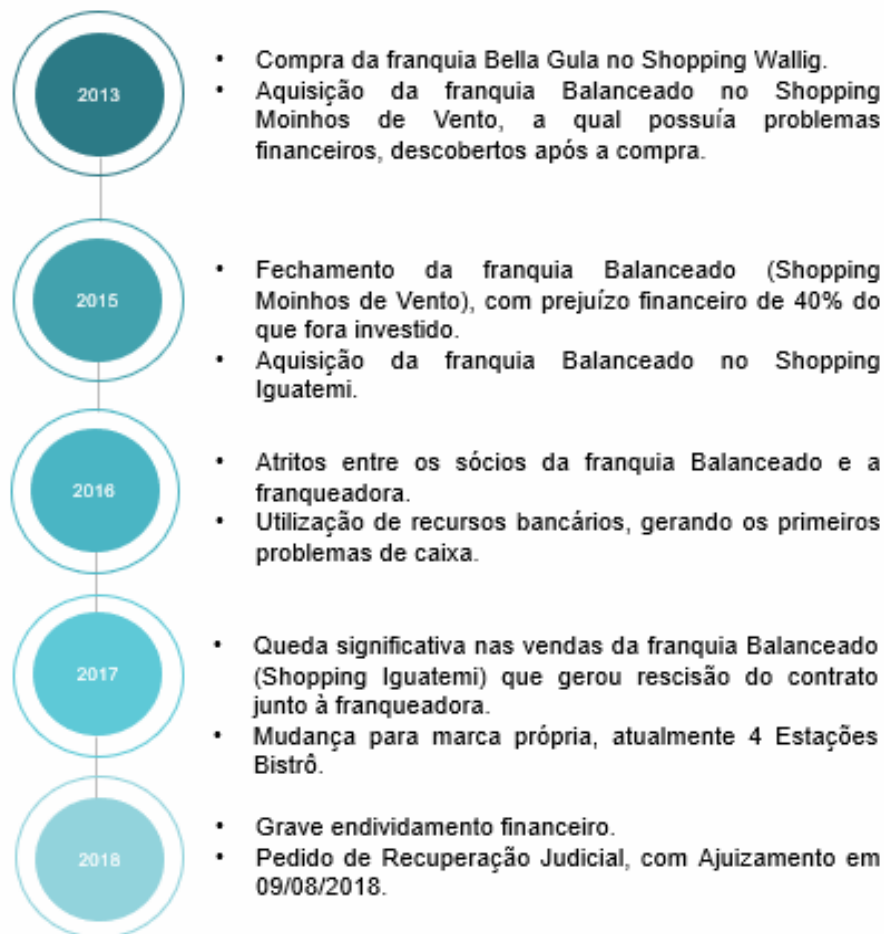 2013
• Compra da franquia Bella Gula no Shopping Wallig.
• Aquisição da franquia Balanceado no Shopping
Moinhos de Vento, a qual possuía problemas
financeiros, descobertos após a compra.
2015
• Fechamento da franquia Balanceado (Shopping
Moinhos de Vento), com prejuízo financeiro de 40% do
que fora investido.
• Aquisição da franquia Balanceado no Shopping
Iguatemi.
2016
• Atritos entre os sócios da franquia Balanceado e a
franqueadora.
• Utilização de recursos bancários, gerando os primeiros
problemas de caixa.
2017
• Queda significativa nas vendas da franquia Balanceado
(Shopping Iguatemi) que gerou rescisão do contrato
junto à franqueadora.
• Mudança para marca própria, atualmente 4 Estações
Bistrô.
2018
• Grave endividamento financeiro.
• Pedido de Recuperação Judicial, com Ajuizamento em
09/08/2018.